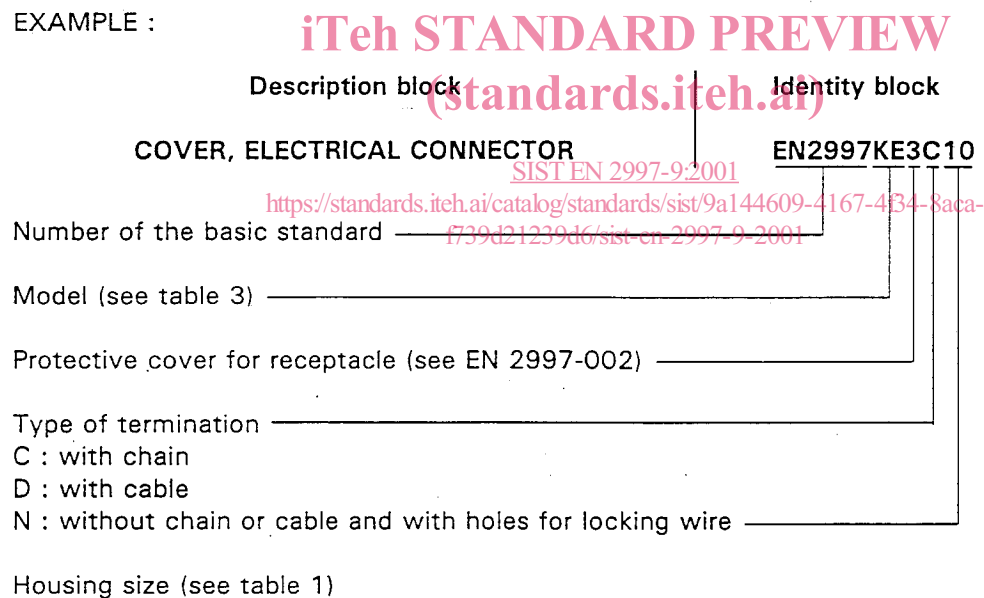 EXAMPLE :
iTeh STANDARD PREVIEW
(standards.iteh.ai)
Description block Identity block
COVER, ELECTRICAL CONNECTOR EN2997KE3C10
SIST EN 2997-9:2001
https://standards.iteh.ai/catalog/standards/sist/9a144609-4167-4f34-8aca-
f739d21239d6/sist-en-2997-9-2001
Number of the basic standard
Model (see table 3)
Protective cover for receptacle (see EN 2997-002)
Type of termination
C : with chain
D : with cable
N : without chain or cable and with holes for locking wire
Housing size (see table 1)